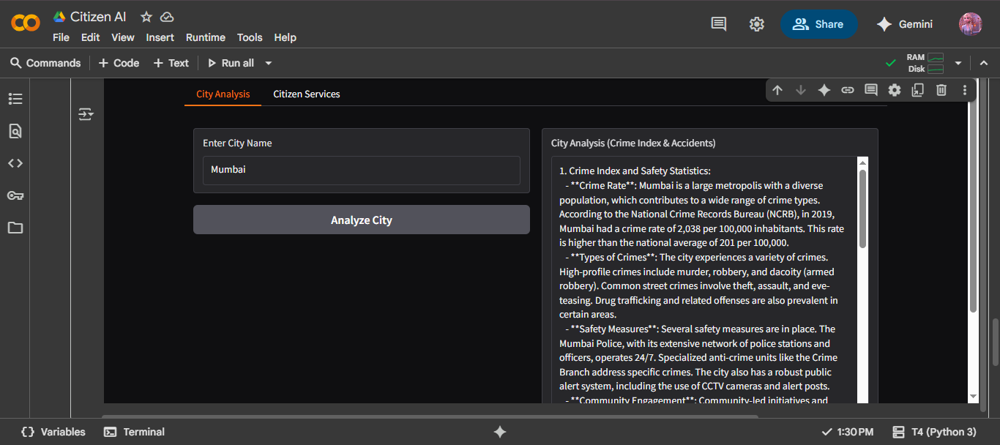 Citizen AI
File Edit View Insert Runtime Tools Help
Share
Gemini
Commands + Code + Text Run all
RAM
Disk
City Analysis Citizen Services
Enter City Name
Mumbai
Analyze City
City Analysis (Crime Index & Accidents)
1. Crime Index and Safety Statistics:
- **Crime Rate**: Mumbai is a large metropolis with a diverse
population, which contributes to a wide range of crime types.
According to the National Crime Records Bureau (NCRB), in 2019,
Mumbai had a crime rate of 2,038 per 100,000 inhabitants. This rate
is higher than the national average of 201 per 100,000.
- **Types of Crimes**: The city experiences a variety of crimes.
High-profile crimes include murder, robbery, and dacoity (armed
robbery). Common street crimes involve theft, assault, and eve-
teasing. Drug trafficking and related offenses are also prevalent in
certain areas.
- **Safety Measures**: Several safety measures are in place. The
Mumbai Police, with its extensive network of police stations and
officers, operates 24/7. Specialized anti-crime units like the Crime
Branch address specific crimes. The city also has a robust public
alert system, including the use of CCTV cameras and alert posts.
- **Community Engagement**: Community-led initiatives and
Variables Terminal
1:30 PM T4 (Python 3)